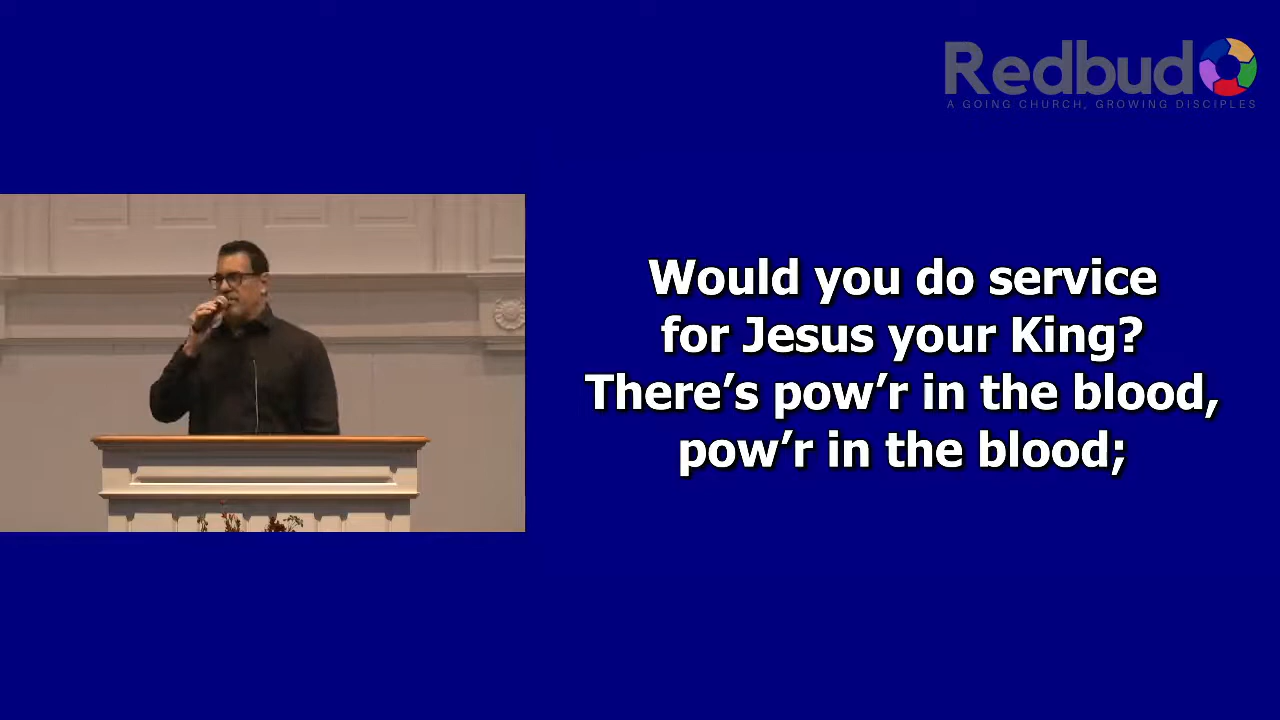 Redbud
A GOING CHURCH, GROWING DISCIPLES
Would you do service
for Jesus your King?
There’s pow’r in the blood,
pow’r in the blood;